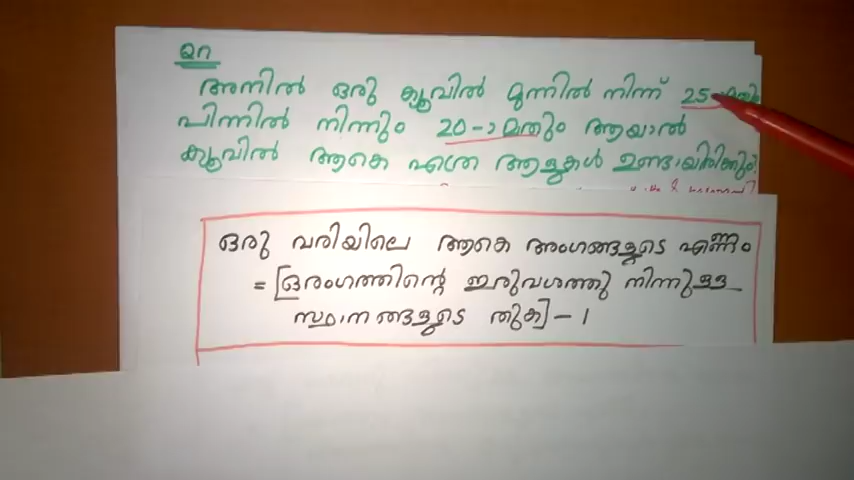 Qn
അനിൽ ഒരു ക്യൂവിൽ മുന്നിൽ നിന്ന് 25-ാമതും
പിന്നിൽ നിന്നും 20-ാമതും ആയാൽ
ക്യൂവിൽ ആകെ എത്ര ആളുകൾ ഉണ്ടായിരിക്കും?
ഒരു വരിയിലെ ആകെ അംഗങ്ങളുടെ എണ്ണം
= [ഒരംഗത്തിന്റെ ഇരുവശത്തു നിന്നുള്ള
സ്ഥാനങ്ങളുടെ തുക] – 1